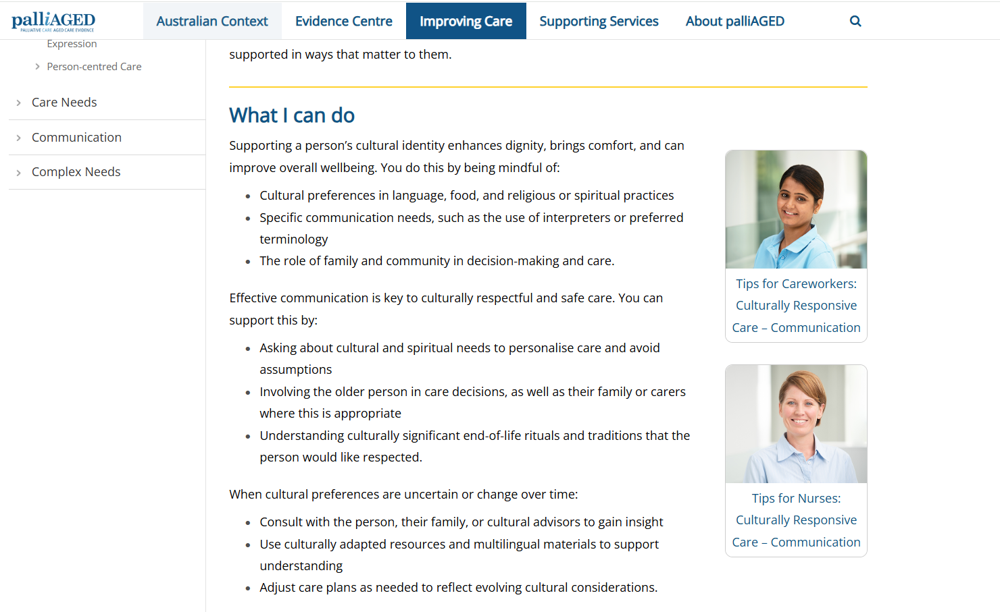 palliAGED
PALLIATIVE CARE AGED CARE EVIDENCE
Australian Context
Evidence Centre
Improving Care
Supporting Services
About palliAGED
Expression
Person-centred Care
Care Needs
Communication
Complex Needs
supported in ways that matter to them.
What I can do
Supporting a person’s cultural identity enhances dignity, brings comfort, and can
improve overall wellbeing. You do this by being mindful of:
Cultural preferences in language, food, and religious or spiritual practices
Specific communication needs, such as the use of interpreters or preferred
terminology
The role of family and community in decision-making and care.
Effective communication is key to culturally respectful and safe care. You can
support this by:
Asking about cultural and spiritual needs to personalise care and avoid
assumptions
Involving the older person in care decisions, as well as their family or carers
where this is appropriate
Understanding culturally significant end-of-life rituals and traditions that the
person would like respected.
When cultural preferences are uncertain or change over time:
Consult with the person, their family, or cultural advisors to gain insight
Use culturally adapted resources and multilingual materials to support
understanding
Adjust care plans as needed to reflect evolving cultural considerations.
Tips for Careworkers:
Culturally Responsive
Care – Communication
Tips for Nurses:
Culturally Responsive
Care – Communication